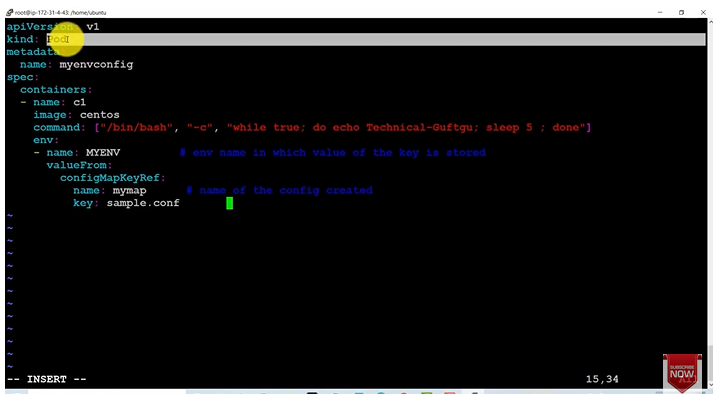 root@ip-172-31-4-43: /home/ubuntu
apiVersion: v1
kind: Pod
metadata:
  name: myenvconfig
spec:
  containers:
  - name: c1
    image: centos
    command: ["/bin/bash", "-c", "while true; do echo Technical-Guftgu; sleep 5 ; done"]
    env:
    - name: MYENV         # env name in which value of the key is stored
      valueFrom:
        configMapKeyRef:
          name: mymap      # name of the config created
          key: sample.conf
~
~
~
~
~
~
~
~
~
~
~
~
~
-- INSERT --                    15,34         All
SUBSCRIBE
NOW